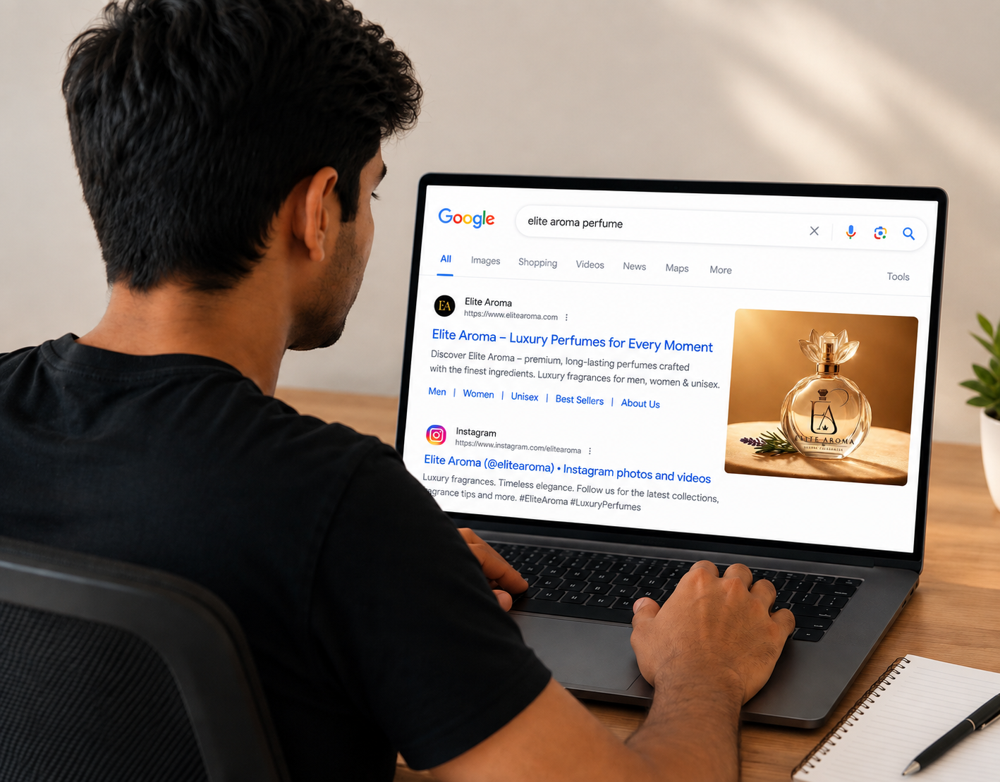 Google
elite aroma perfume
All Images Shopping Videos News Maps More Tools
EA
Elite Aroma
https://www.elitearoma.com
Elite Aroma – Luxury Perfumes for Every Moment
Discover Elite Aroma – premium, long-lasting perfumes crafted
with the finest ingredients. Luxury fragrances for men, women & unisex.
Men | Women | Unisex | Best Sellers | About Us
Instagram
https://www.instagram.com/elitearoma
Elite Aroma (@elitearoma) • Instagram photos and videos
Luxury fragrances. Timeless elegance. Follow us for the latest collections,
tips and more. #EliteAroma #LuxuryPerfumes
EA
ELITE AROMA